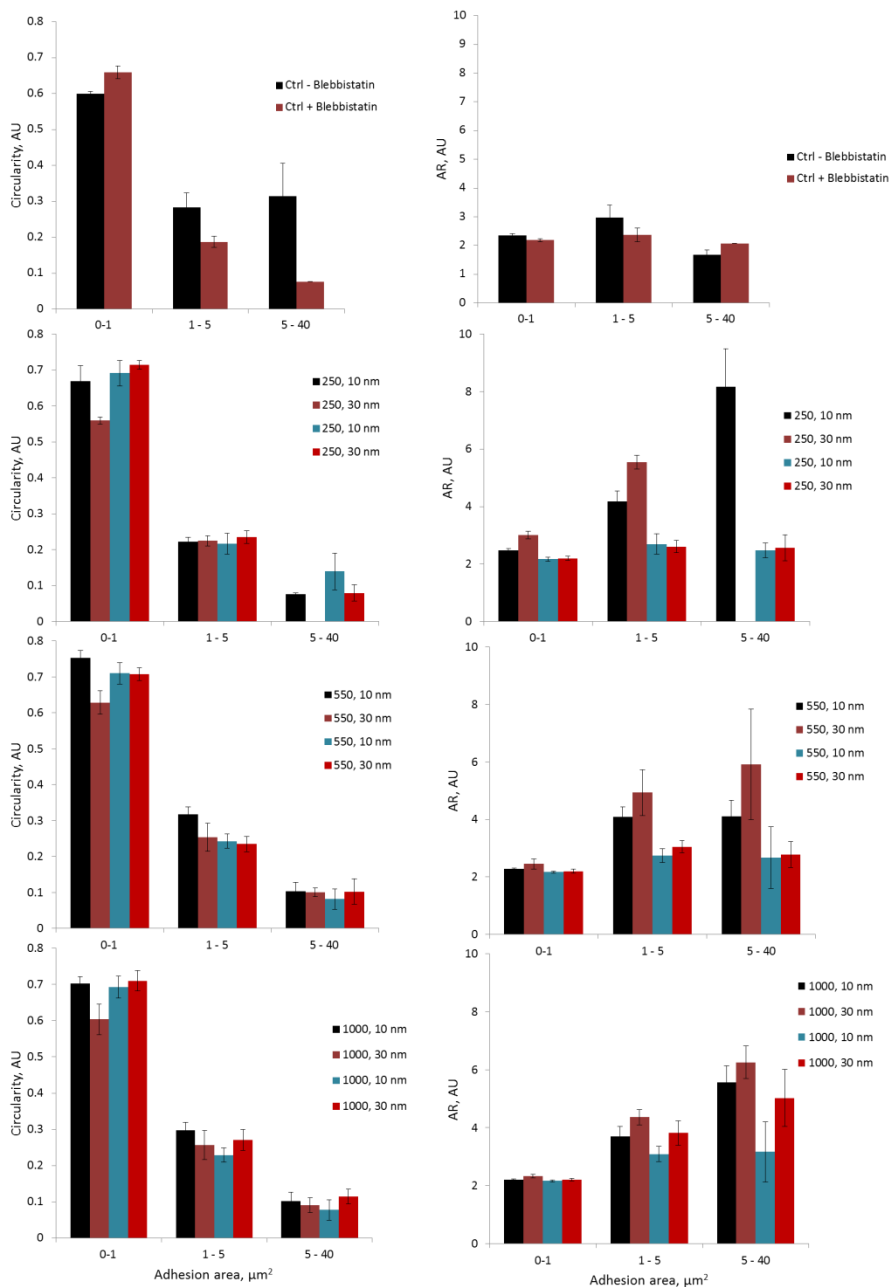 0.8
0.7
0.6
0.5
0.4
0.3
0.2
0.1
0
Circularity, AU
0-1
1 - 5
5 - 40
Ctrl - Blebbistatin
Ctrl + Blebbistatin
10
9
8
7
6
5
4
3
2
1
0
AR, AU
0-1
1 - 5
5 - 40
Ctrl - Blebbistatin
Ctrl + Blebbistatin
0.8
0.7
0.6
0.5
0.4
0.3
0.2
0.1
0
Circularity, AU
0-1
1 - 5
5 - 40
250, 10 nm
250, 30 nm
250, 10 nm
250, 30 nm
10
8
6
4
2
0
AR, AU
0-1
1 - 5
5 - 40
250, 10 nm
250, 30 nm
250, 10 nm
250, 30 nm
0.8
0.7
0.6
0.5
0.4
0.3
0.2
0.1
0
Circularity, AU
0-1
1 - 5
5 - 40
550, 10 nm
550, 30 nm
550, 10 nm
550, 30 nm
10
8
6
4
2
0
AR, AU
0-1
1 - 5
5 - 40
550, 10 nm
550, 30 nm
550, 10 nm
550, 30 nm
0.8
0.7
0.6
0.5
0.4
0.3
0.2
0.1
0
Circularity, AU
0-1
1 - 5
5 - 40
Adhesion area, µm²
1000, 10 nm
1000, 30 nm
1000, 10 nm
1000, 30 nm
10
8
6
4
2
0
AR, AU
0-1
1 - 5
5 - 40
Adhesion area, µm²
1000, 10 nm
1000, 30 nm
1000, 10 nm
1000, 30 nm